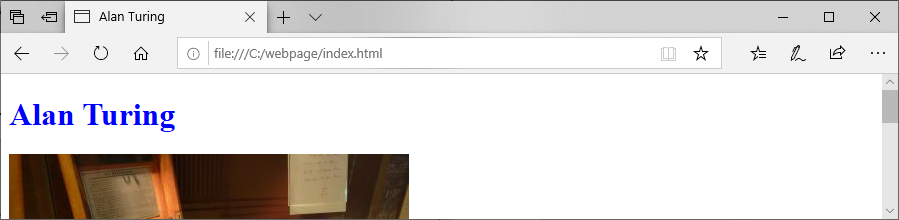 Alan Turing
file:///C:/webpage/index.html
Alan Turing